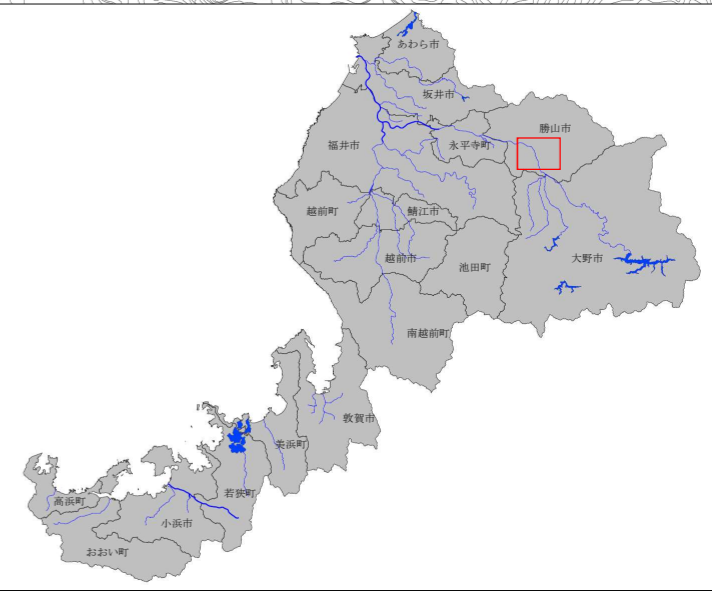 あわら市
坂井市
勝山市
福井市
永平寺町
越前町
鯖江市
越前市
池田町
大野市
南越前町
敦賀市
美浜町
若狭町
高浜町
小浜市
おおい町